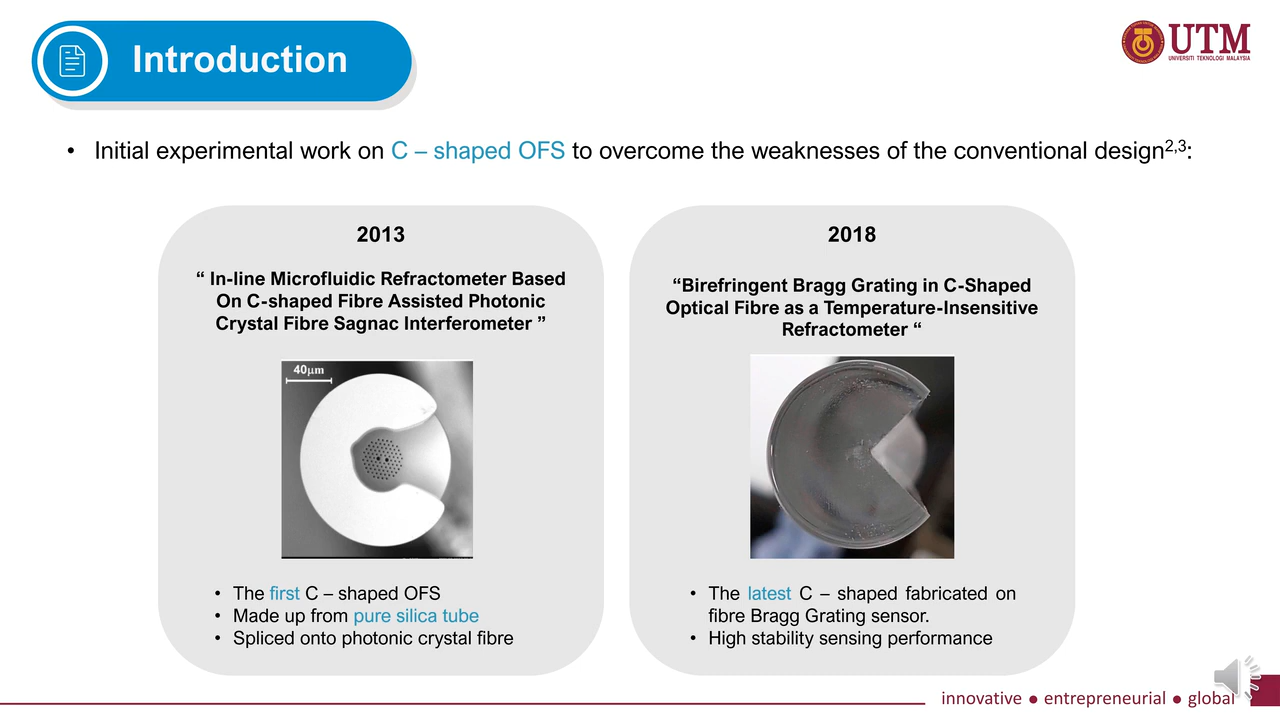 Introduction
UTM
UNIVERSITI TEKNOLOGI MALAYSIA
• Initial experimental work on C – shaped OFS to overcome the weaknesses of the conventional design2,3:
2013
“ In-line Microfluidic Refractometer Based
On C-shaped Fibre Assisted Photonic
Crystal Fibre Sagnac Interferometer ”
40μm
• The first C – shaped OFS
• Made up from pure silica tube
• Spliced onto photonic crystal fibre
2018
“Birefringent Bragg Grating in C-Shaped
Optical Fibre as a Temperature-Insensitive
Refractometer “
• The latest C – shaped fabricated on
fibre Bragg Grating sensor.
• High stability sensing performance
innovative ● entrepreneurial ● global